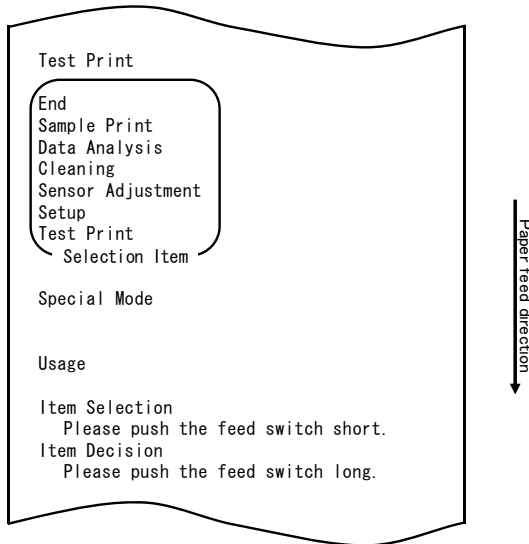 Test Print
End
Sample Print
Data Analysis
Cleaning
Sensor Adjustment
Setup
Test Print
Selection Item
Special Mode
Usage
Item Selection
Please push the feed switch short.
Item Decision
Please push the feed switch long.
Paper feed direction